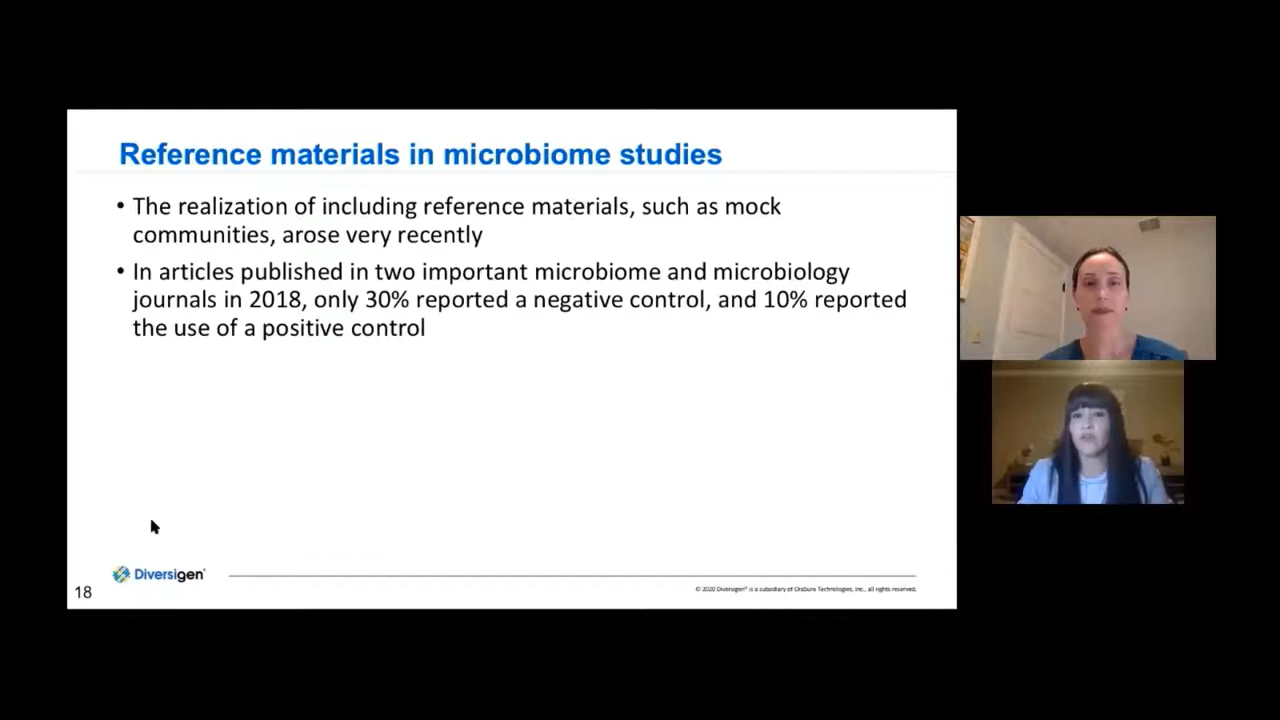 Reference materials in microbiome studies
• The realization of including reference materials, such as mock
communities, arose very recently
• In articles published in two important microbiome and microbiology
journals in 2018, only 30% reported a negative control, and 10% reported
the use of a positive control
Diversigen®
18
© 2020 Diversigen® is a subsidiary of OraSure Technologies, Inc., all rights reserved.